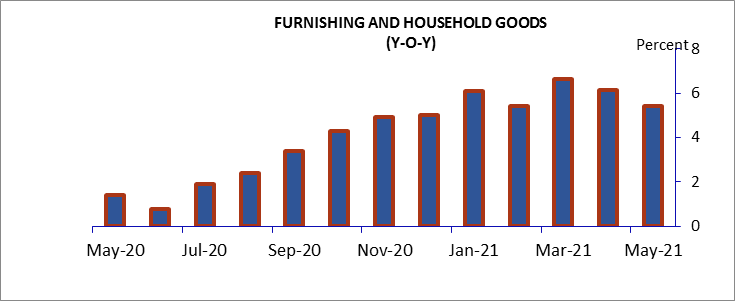 FURNISHING AND HOUSEHOLD GOODS
(Y-O-Y)
Percent
8
6
4
2
0
May-20 Jul-20 Sep-20 Nov-20 Jan-21 Mar-21 May-21